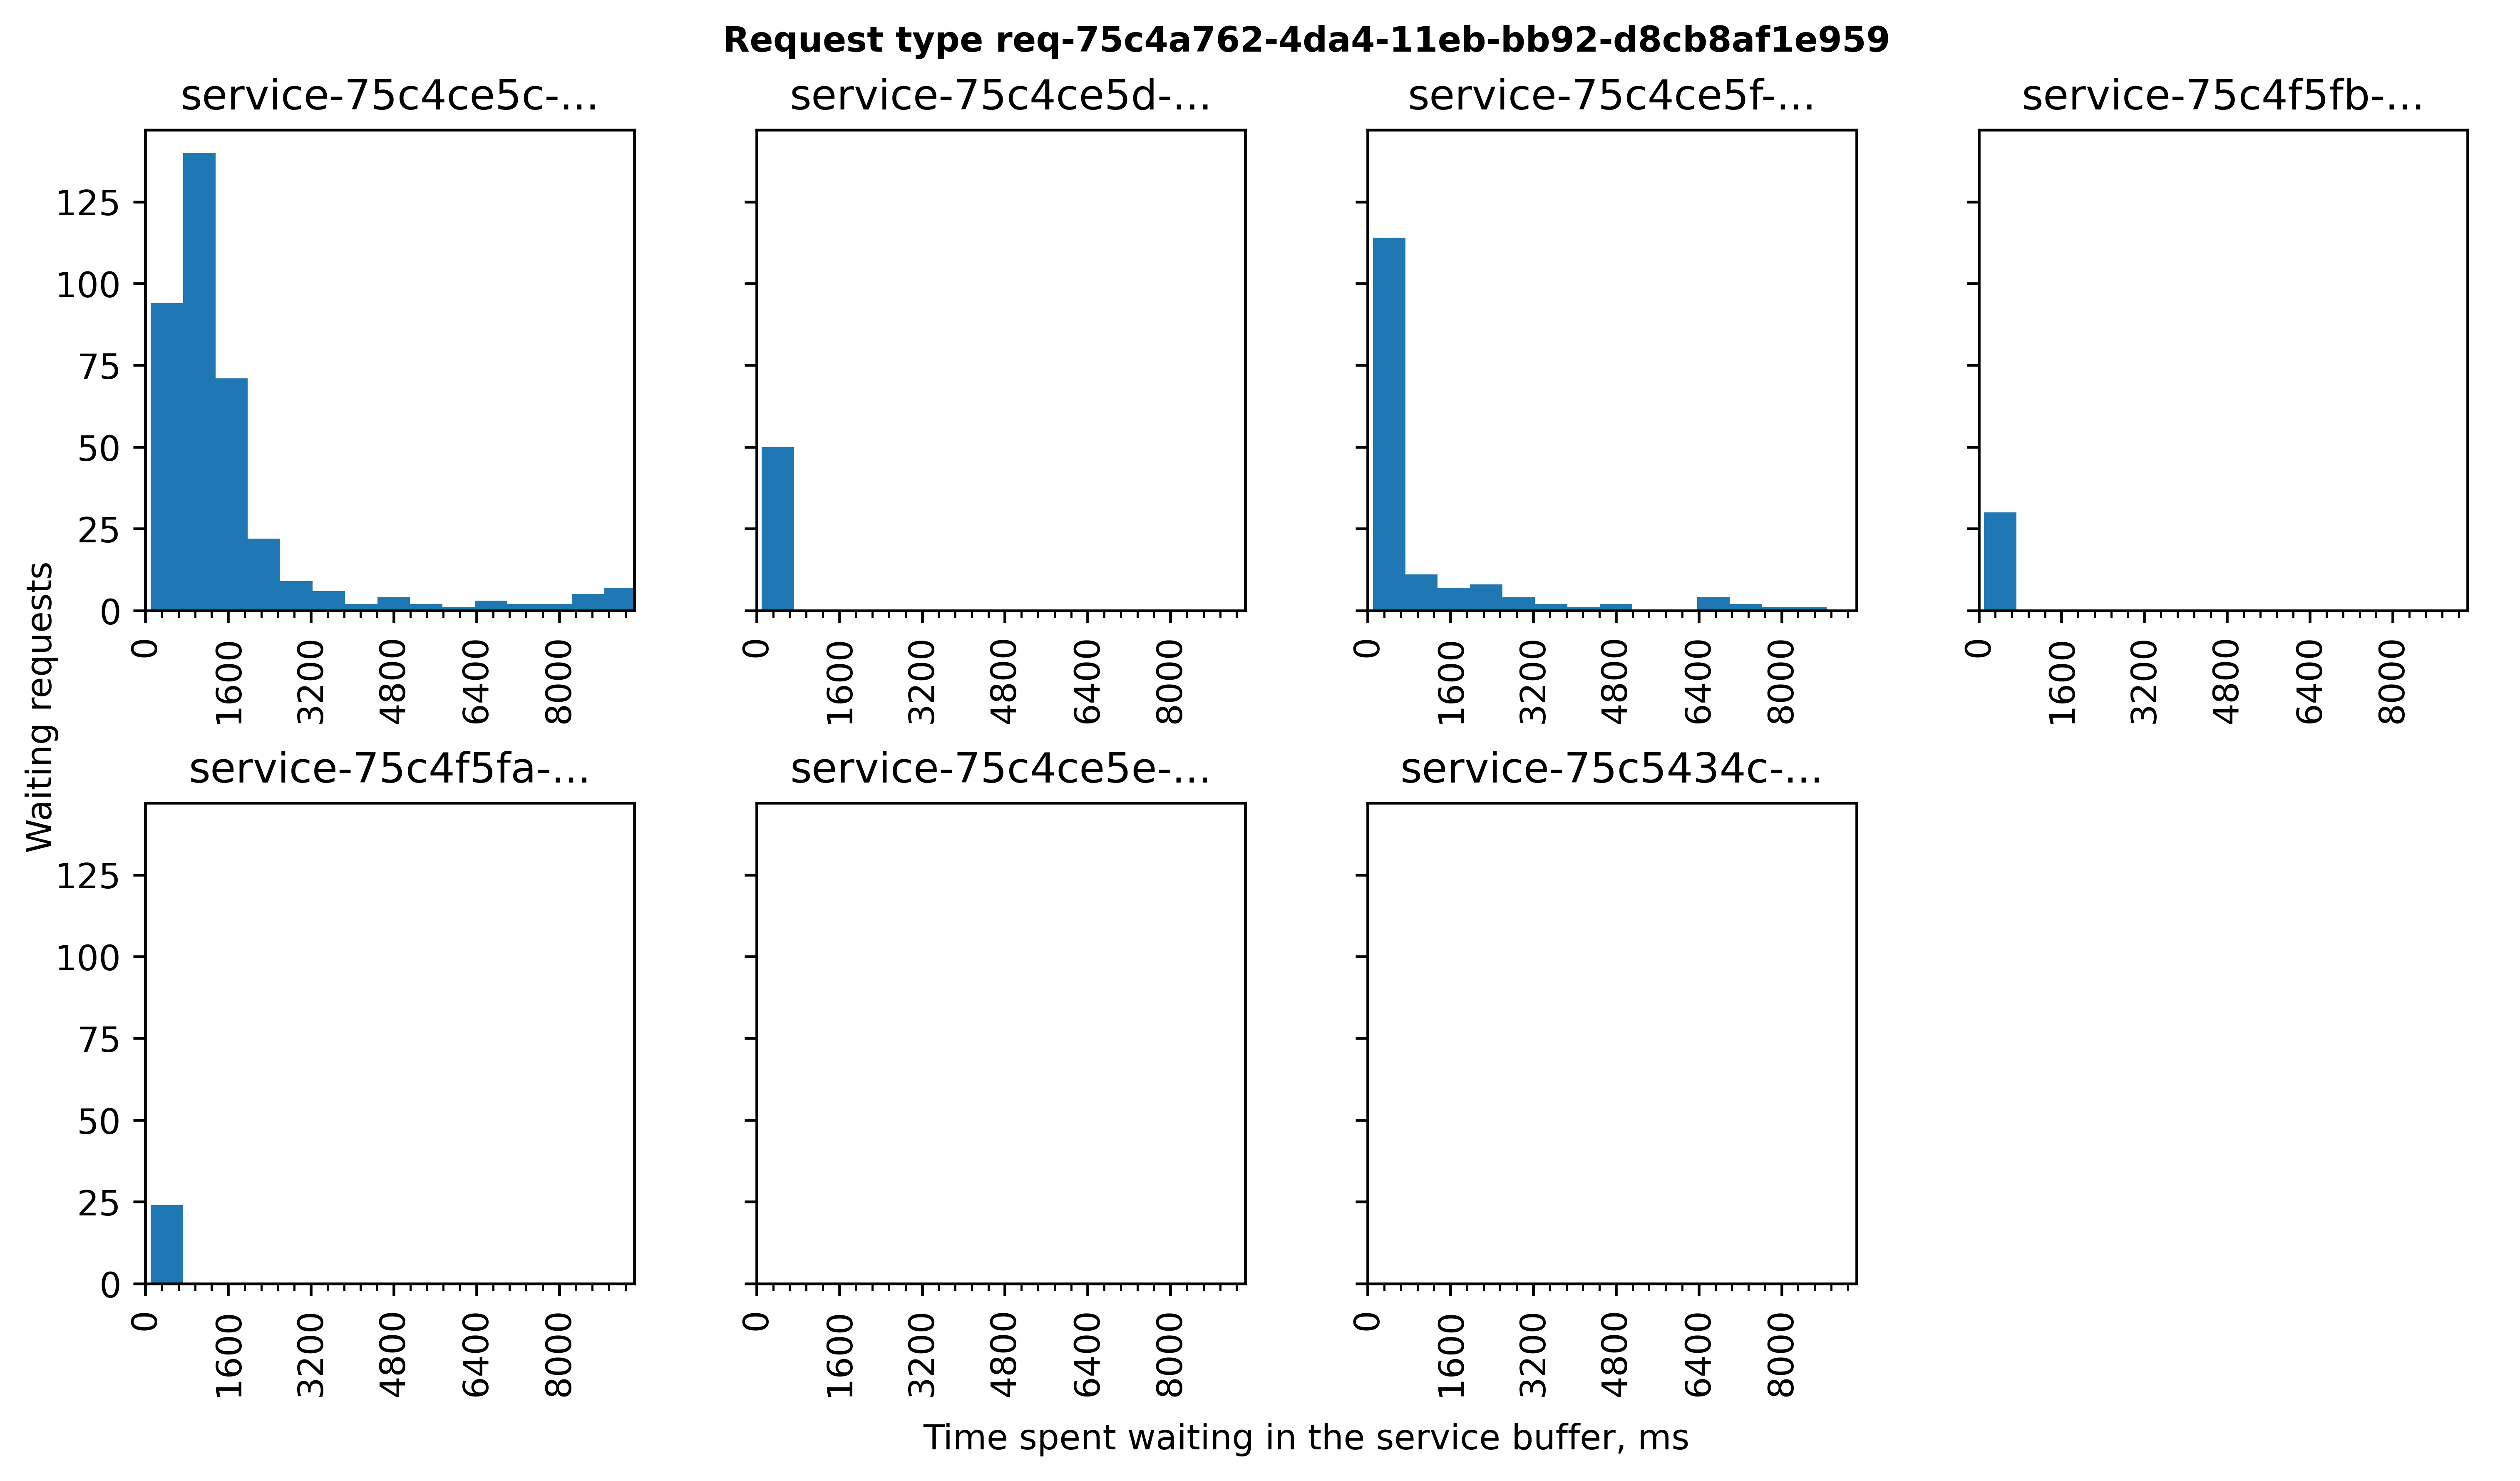 Request type req-75c4a762-4da4-11eb-bb92-d8cb8af1e959
service-75c4ce5c-...
service-75c4ce5d-...
service-75c4ce5f-...
service-75c4f5fb-...
125
100
75
50
25
0
0 1600 3200 4800 6400 8000
0 1600 3200 4800 6400 8000
0 1600 3200 4800 6400 8000
0 1600 3200 4800 6400 8000
Waiting requests
service-75c4f5fa-...
service-75c4ce5e-...
service-75c5434c-...
125
100
75
50
25
0
0 1600 3200 4800 6400 8000
0 1600 3200 4800 6400 8000
0 1600 3200 4800 6400 8000
Time spent waiting in the service buffer, ms